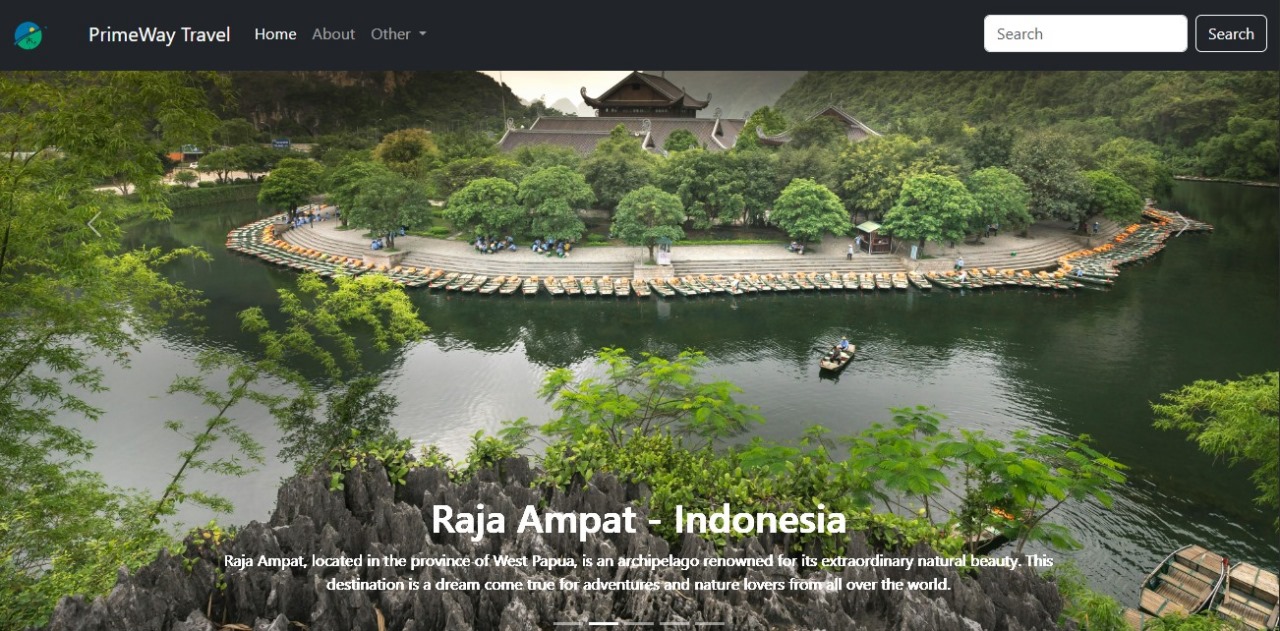 PrimeWay Travel Home About Other Search Search
Raja Ampat - Indonesia
Raja Ampat, located in the province of West Papua, is an archipelago renowned for its extraordinary natural beauty. This
destination is a dream come true for adventures and nature lovers from all over the world.